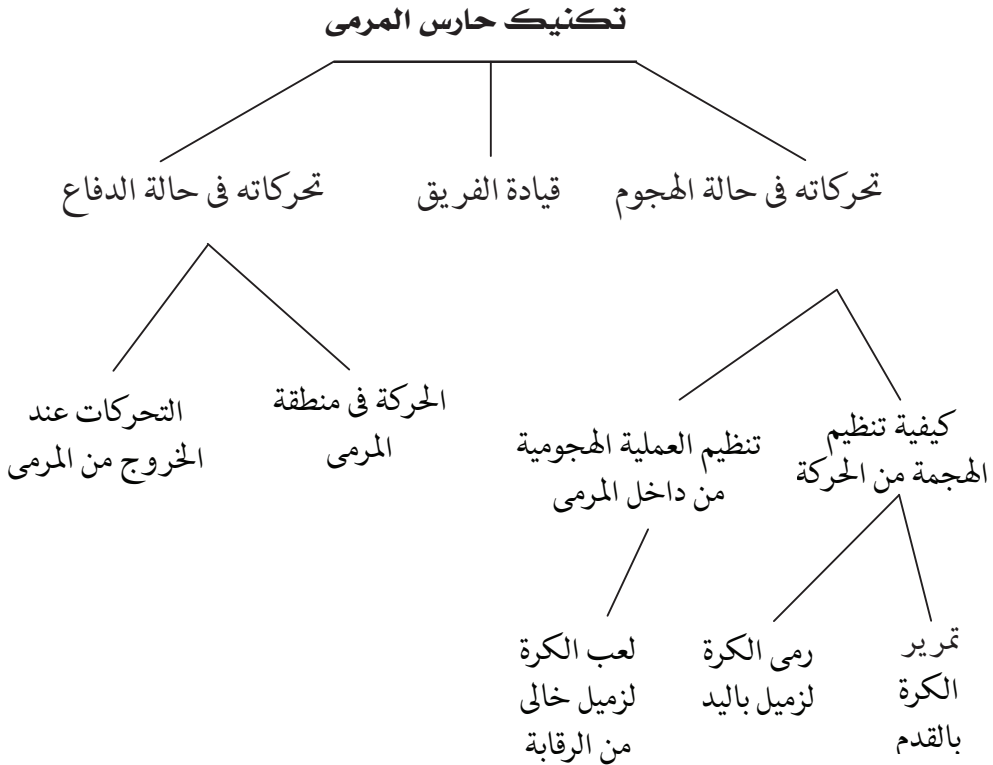 تكنيك حارس المرمى
تحركاته فى حالة الهجوم
قيادة الفريق
تحركاته فى حالة الدفاع
كيفية تنظيم
الهجمة من الحركة
تنظيم العملية الهجومية
من داخل المرمى
الحركة فى منطقة
المرمى
التحركات عند
الخروج من المرمى
تمرير
الكرة
بالقدم
رمى الكرة
لزميل باليد
لعب الكرة
لزميل خالى
من الرقابة